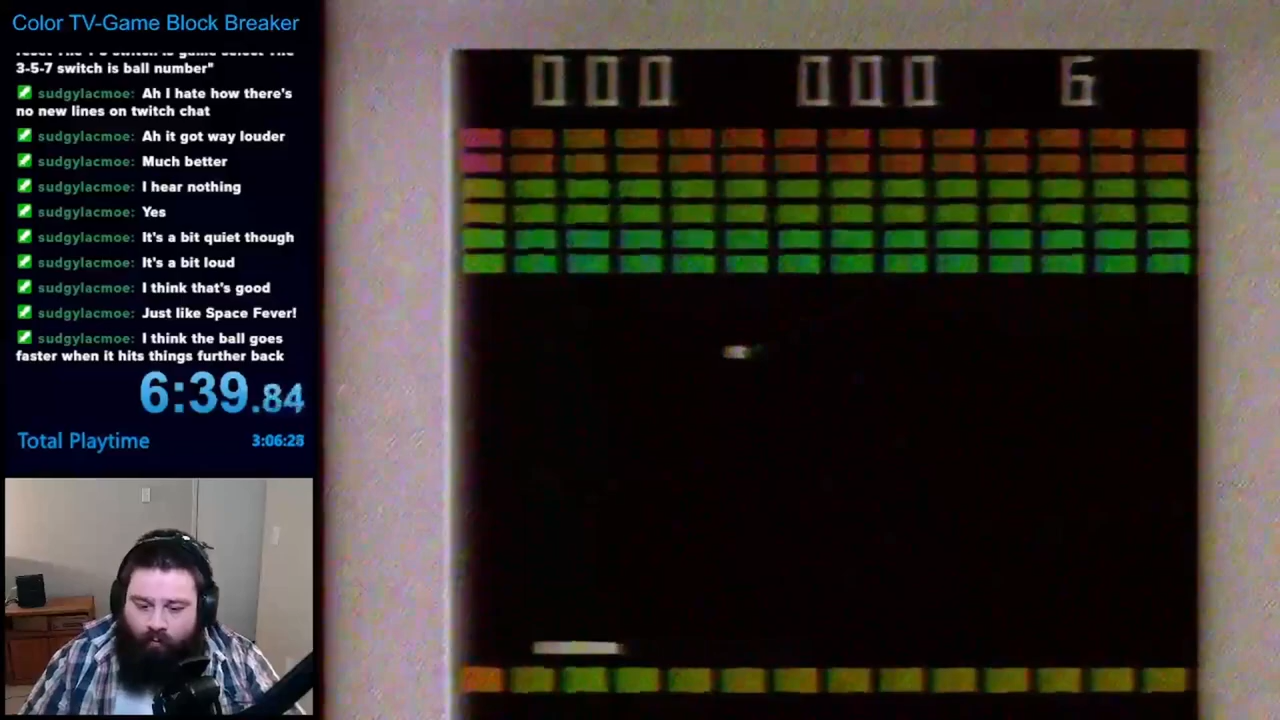 Color TV-Game Block Breaker
3-5-7 switch is ball number"
sudgylacmoe: Ah I hate how there's
no new lines on twitch chat
sudgylacmoe: Ah it got way louder
sudgylacmoe: Much better
sudgylacmoe: I hear nothing
sudgylacmoe: Yes
sudgylacmoe: It's a bit quiet though
sudgylacmoe: It's a bit loud
sudgylacmoe: I think that's good
sudgylacmoe: Just like Space Fever!
sudgylacmoe: I think the ball goes
faster when it hits things further back
6:39.84
Total Playtime 3:06:28
000 000 6